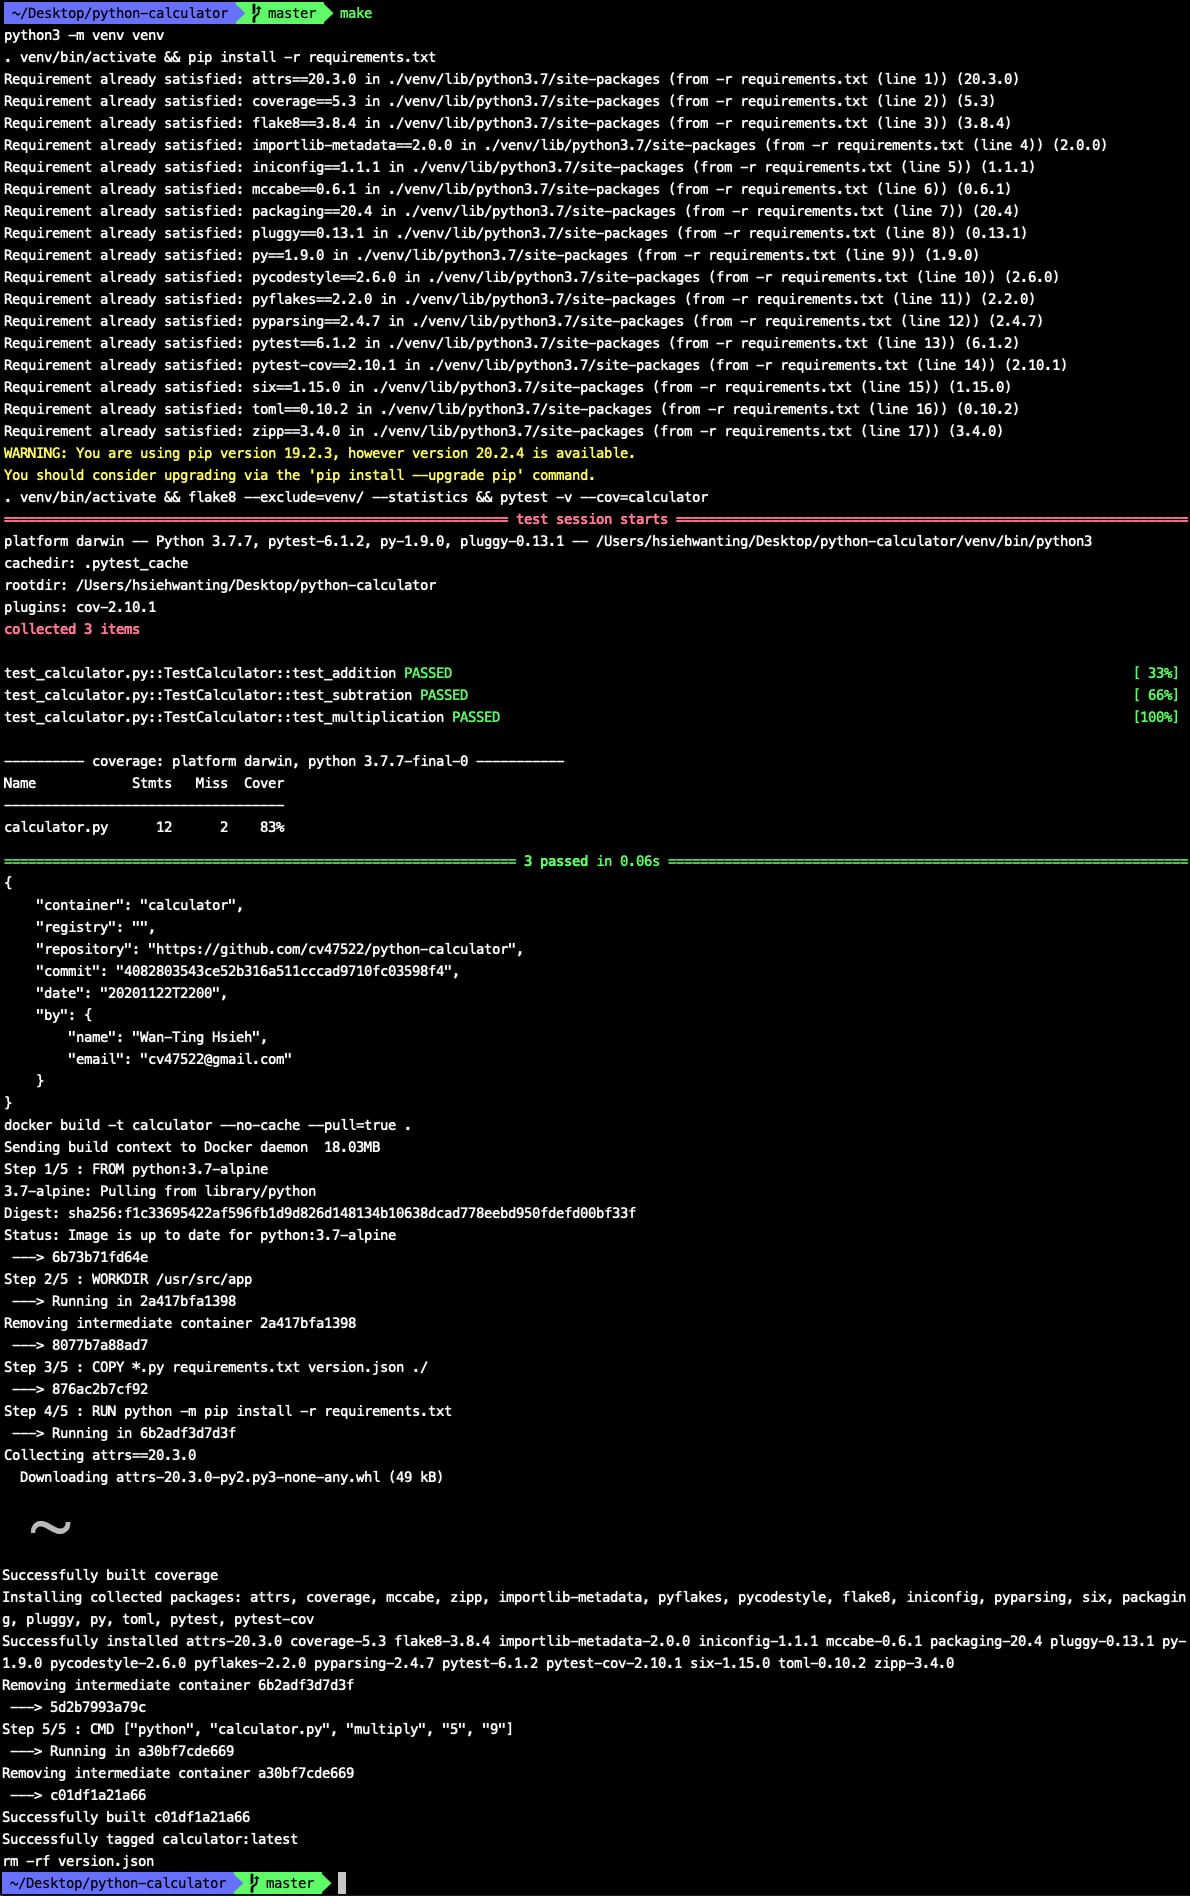 ~/Desktop/python-calculator master make
python3 -m venv venv
. venv/bin/activate && pip install -r requirements.txt
Requirement already satisfied: attrs==20.3.0 in ./venv/lib/python3.7/site-packages (from -r requirements.txt (line 1)) (20.3.0)
Requirement already satisfied: coverage==5.3 in ./venv/lib/python3.7/site-packages (from -r requirements.txt (line 2)) (5.3)
Requirement already satisfied: flake8==3.8.4 in ./venv/lib/python3.7/site-packages (from -r requirements.txt (line 3)) (3.8.4)
Requirement already satisfied: importlib-metadata==2.0.0 in ./venv/lib/python3.7/site-packages (from -r requirements.txt (line 4)) (2.0.0)
Requirement already satisfied: iniconfig==1.1.1 in ./venv/lib/python3.7/site-packages (from -r requirements.txt (line 5)) (1.1.1)
Requirement already satisfied: mccabe==0.6.1 in ./venv/lib/python3.7/site-packages (from -r requirements.txt (line 6)) (0.6.1)
Requirement already satisfied: packaging==20.4 in ./venv/lib/python3.7/site-packages (from -r requirements.txt (line 7)) (20.4)
Requirement already satisfied: pluggy==0.13.1 in ./venv/lib/python3.7/site-packages (from -r requirements.txt (line 8)) (0.13.1)
Requirement already satisfied: py==1.9.0 in ./venv/lib/python3.7/site-packages (from -r requirements.txt (line 9)) (1.9.0)
Requirement already satisfied: pycodestyle==2.6.0 in ./venv/lib/python3.7/site-packages (from -r requirements.txt (line 10)) (2.6.0)
Requirement already satisfied: pyflakes==2.2.0 in ./venv/lib/python3.7/site-packages (from -r requirements.txt (line 11)) (2.2.0)
Requirement already satisfied: pyparsing==2.4.7 in ./venv/lib/python3.7/site-packages (from -r requirements.txt (line 12)) (2.4.7)
Requirement already satisfied: pytest==6.1.2 in ./venv/lib/python3.7/site-packages (from -r requirements.txt (line 13)) (6.1.2)
Requirement already satisfied: pytest-cov==2.10.1 in ./venv/lib/python3.7/site-packages (from -r requirements.txt (line 14)) (2.10.1)
Requirement already satisfied: six==1.15.0 in ./venv/lib/python3.7/site-packages (from -r requirements.txt (line 15)) (1.15.0)
Requirement already satisfied: toml==0.10.2 in ./venv/lib/python3.7/site-packages (from -r requirements.txt (line 16)) (0.10.2)
Requirement already satisfied: zipp==3.4.0 in ./venv/lib/python3.7/site-packages (from -r requirements.txt (line 17)) (3.4.0)
WARNING: You are using pip version 19.2.3, however version 20.2.4 is available.
You should consider upgrading via the 'pip install --upgrade pip' command.
. venv/bin/activate && flake8 --exclude=venv/ --statistics && pytest -v --cov=calculator
=============================================================== test session starts ================================================================
platform darwin -- Python 3.7.7, pytest-6.1.2, py-1.9.0, pluggy-0.13.1 -- /Users/hsiehwanting/Desktop/python-calculator/venv/bin/python3
cachedir: .pytest_cache
rootdir: /Users/hsiehwanting/Desktop/python-calculator
plugins: cov-2.10.1
collected 3 items
test_calculator.py::TestCalculator::test_addition PASSED [ 33%]
test_calculator.py::TestCalculator::test_subtration PASSED [ 66%]
test_calculator.py::TestCalculator::test_multiplication PASSED [100%]
---------- coverage: platform darwin, python 3.7.7-final-0 -----------
Name            Stmts   Miss  Cover
-----------------------------------
calculator.py      12      2    83%
================================================================ 3 passed in 0.06s =================================================================
{
    "container": "calculator",
    "registry": "",
    "repository": "https://github.com/cv47522/python-calculator",
    "commit": "4082803543ce52b316a511cccad9710fc03598f4",
    "date": "20201122T2200",
    "by": {
        "name": "Wan-Ting Hsieh",
        "email": "cv47522@gmail.com"
    }
}
docker build -t calculator --no-cache --pull=true .
Sending build context to Docker daemon  18.03MB
Step 1/5 : FROM python:3.7-alpine
3.7-alpine: Pulling from library/python
Digest: sha256:f1c33695422af596fb1d9d826d148134b10638dcad778eebd950fdefd00bf33f
Status: Image is up to date for python:3.7-alpine
 ---> 6b73b71fd64e
Step 2/5 : WORKDIR /usr/src/app
 ---> Running in 2a417bfa1398
Removing intermediate container 2a417bfa1398
 ---> 8077b7a88ad7
Step 3/5 : COPY *.py requirements.txt version.json ./
 ---> 876ac2b7cf92
Step 4/5 : RUN python -m pip install -r requirements.txt
 ---> Running in 6b2adf3d7d3f
Collecting attrs==20.3.0
  Downloading attrs-20.3.0-py2.py3-none-any.whl (49 kB)
~
Successfully built coverage
Installing collected packages: attrs, coverage, mccabe, zipp, importlib-metadata, pyflakes, pycodestyle, flake8, iniconfig, pyparsing, six, packagin
g, pluggy, py, toml, pytest, pytest-cov
Successfully installed attrs-20.3.0 coverage-5.3 flake8-3.8.4 importlib-metadata-2.0.0 iniconfig-1.1.1 mccabe-0.6.1 packaging-20.4 pluggy-0.13.1 py-
1.9.0 pycodestyle-2.6.0 pyflakes-2.2.0 pyparsing-2.4.7 pytest-6.1.2 pytest-cov-2.10.1 six-1.15.0 toml-0.10.2 zipp-3.4.0
Removing intermediate container 6b2adf3d7d3f
 ---> 5d2b7993a79c
Step 5/5 : CMD ["python", "calculator.py", "multiply", "5", "9"]
 ---> Running in a30bf7cde669
Removing intermediate container a30bf7cde669
 ---> c01df1a21a66
Successfully built c01df1a21a66
Successfully tagged calculator:latest
rm -rf version.json
~/Desktop/python-calculator master